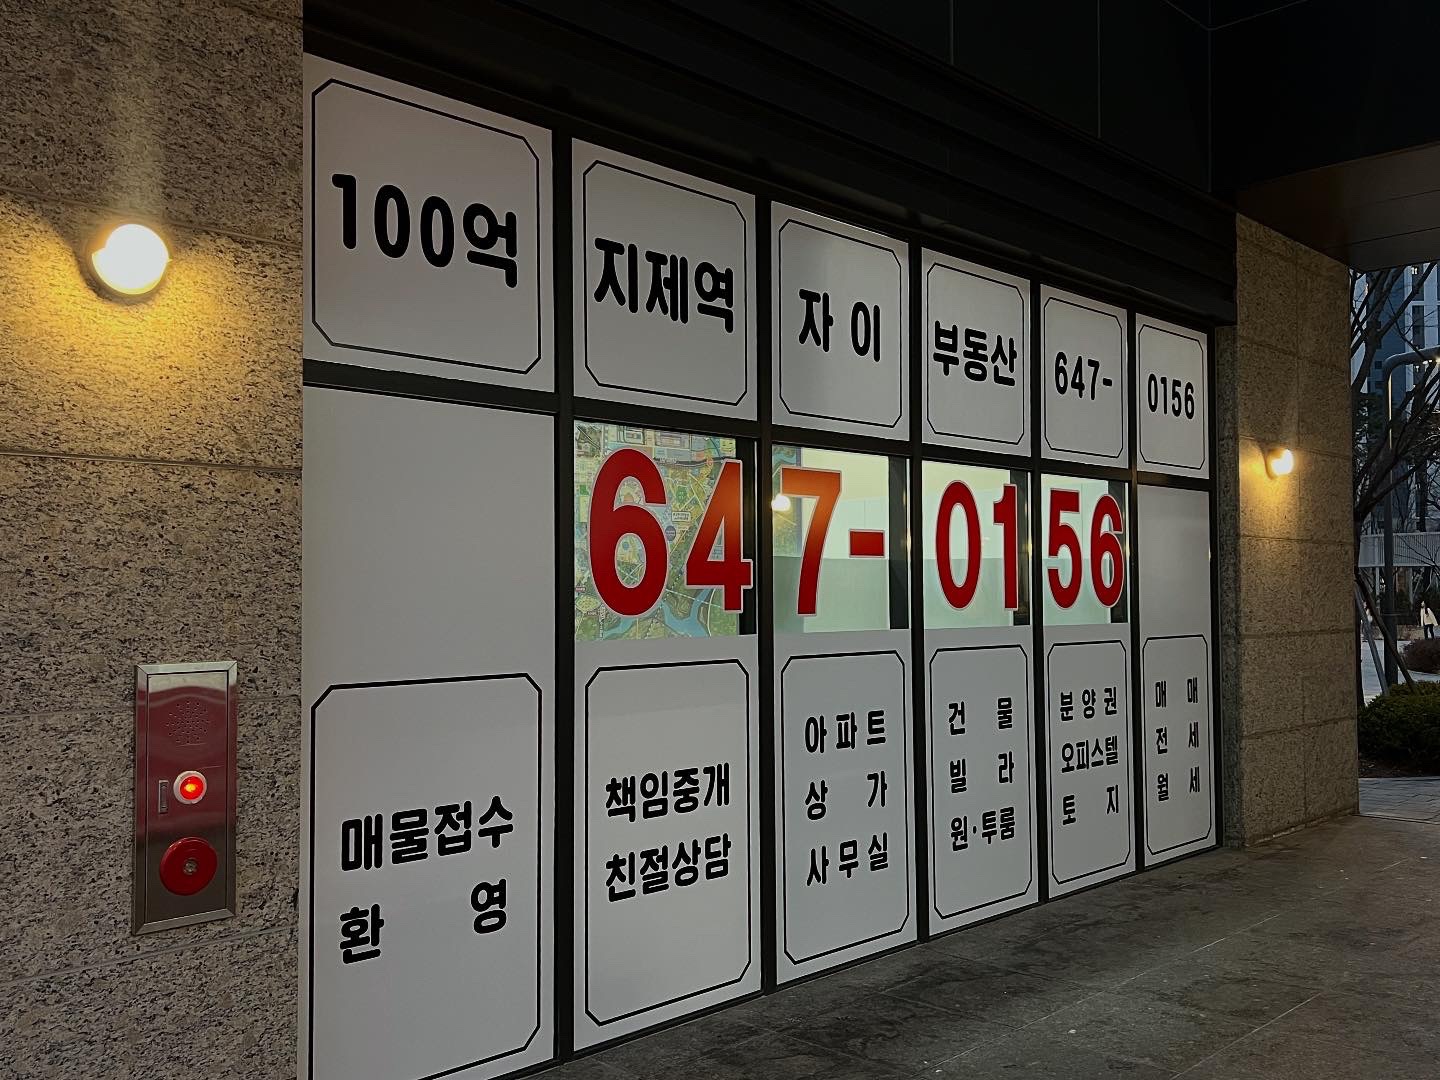 100억
지제역
자이
부동산
647-
0156
647-0156
매물접수
환영
책임중개
친절상담
아파트
상가
사무실
건물
빌라
원·투룸
분양권
오피스텔
토지
매매
전세
월세